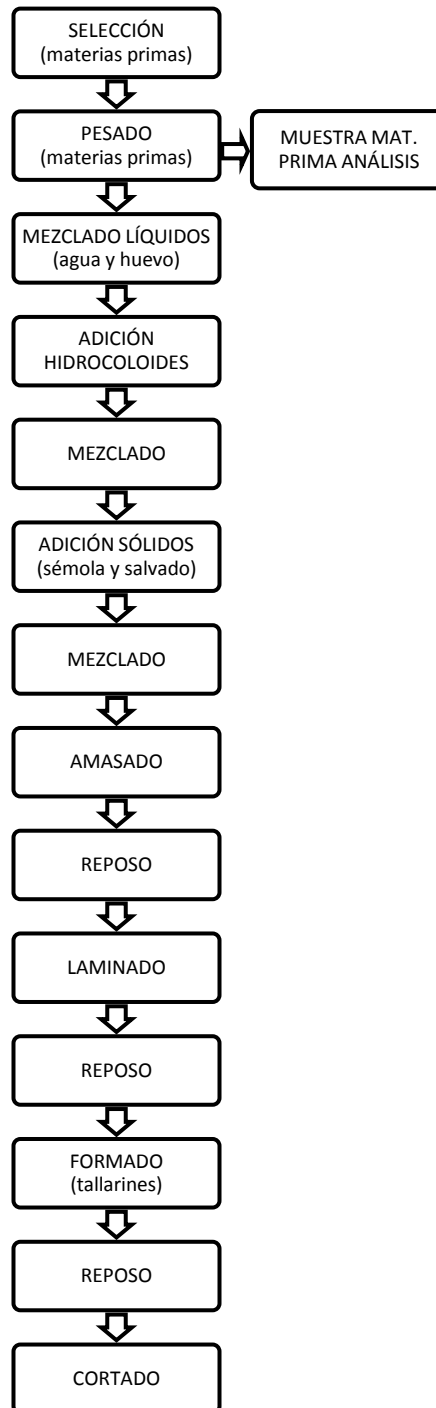 SELECCIÓN
(materias primas)
PESADO
(materias primas)
MUESTRA MAT.
PRIMA ANÁLISIS
MEZCLADO LÍQUIDOS
(agua y huevo)
ADICIÓN
HIDROCOLOIDES
MEZCLADO
ADICIÓN SÓLIDOS
(sémola y salvado)
MEZCLADO
AMASADO
REPOSO
LAMINADO
REPOSO
FORMADO
(tallarines)
REPOSO
CORTADO